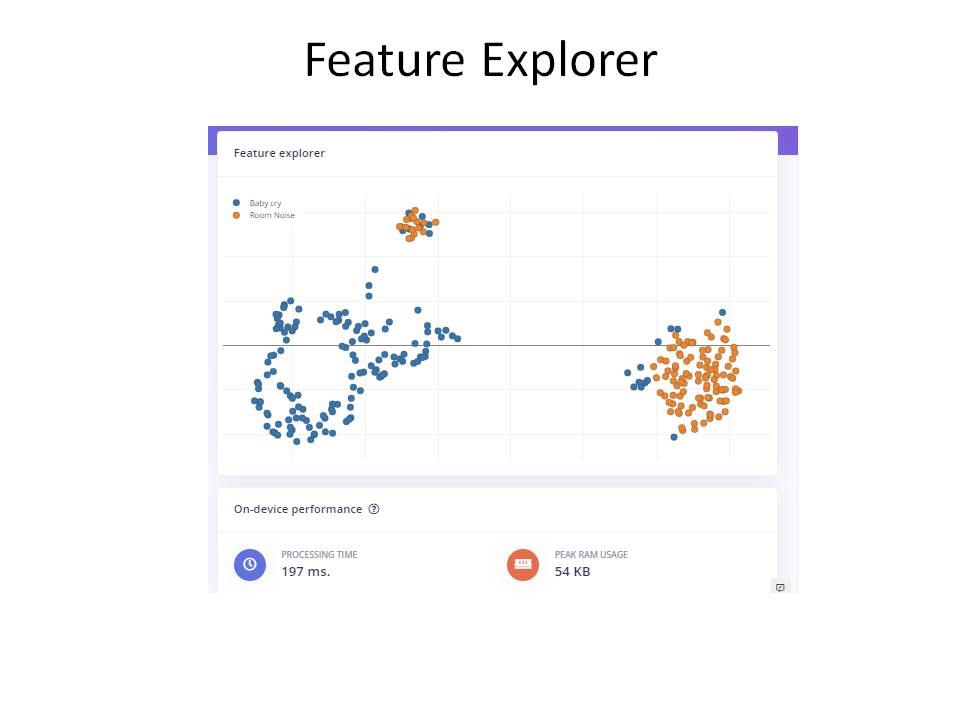 Feature Explorer
Feature explorer
Baby cry
Room Noise
On-device performance
PROCESSING TIME
197 ms.
PEAK RAM USAGE
54 KB